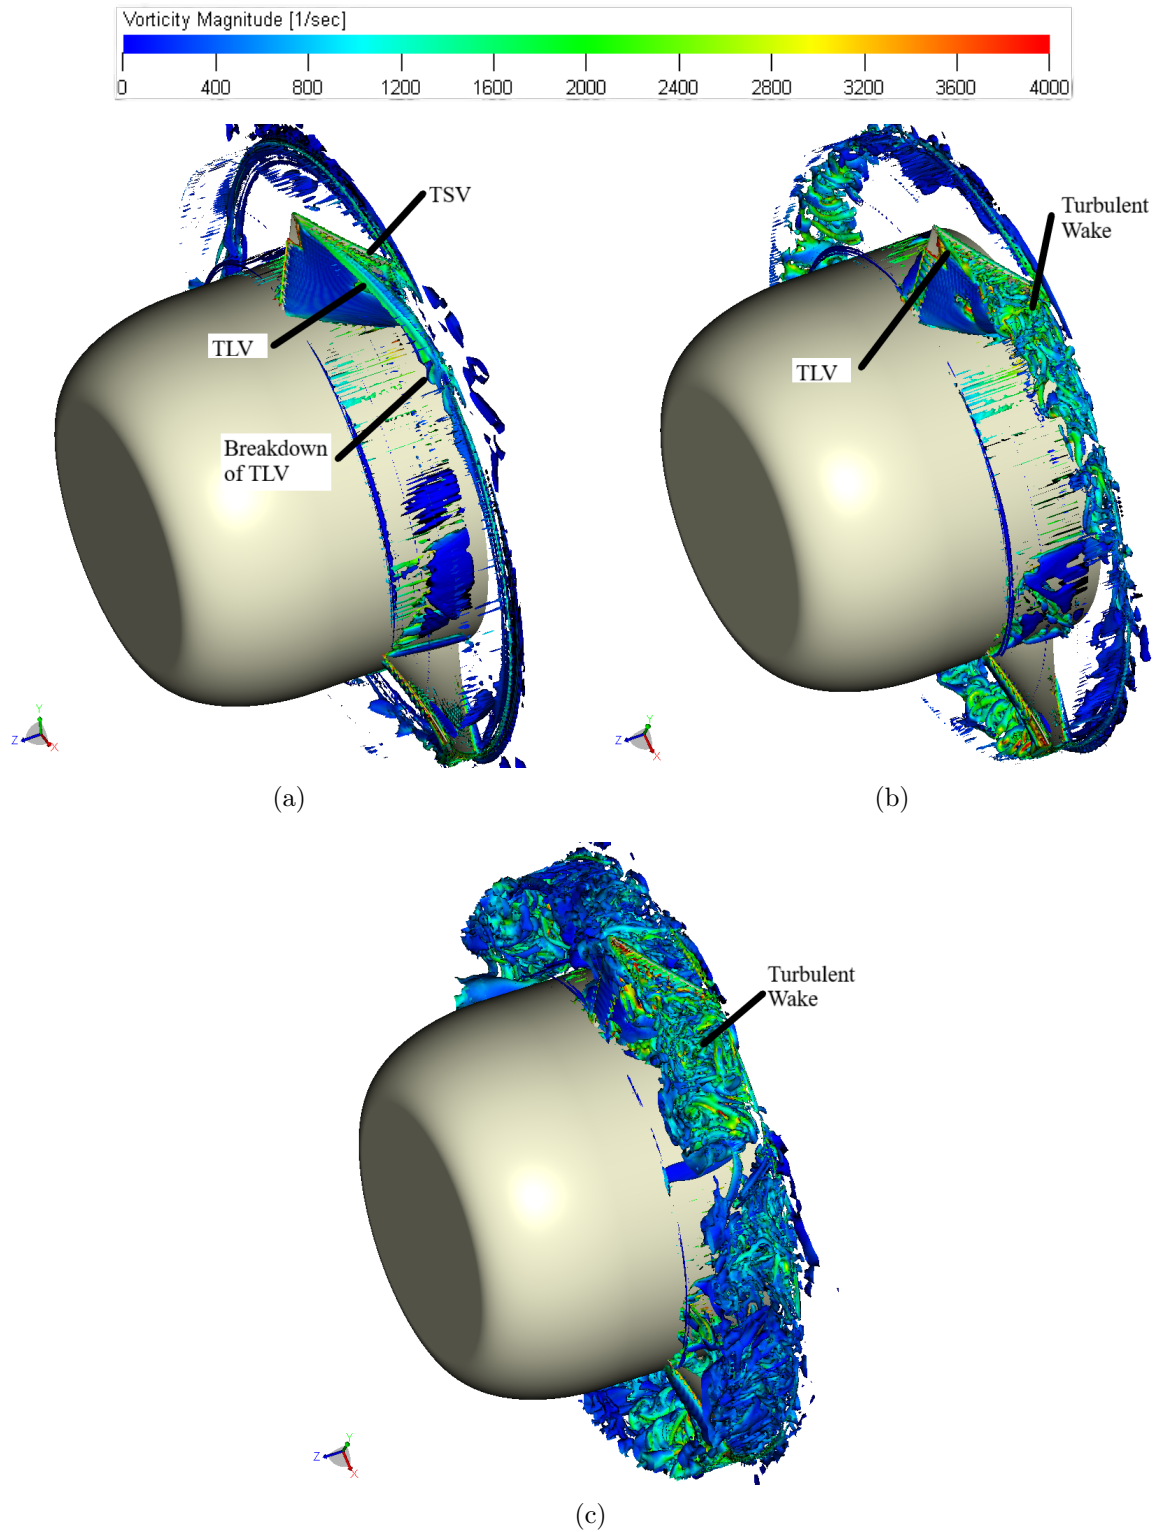 Vorticity Magnitude [1/sec]
0 400 800 1200 1600 2000 2400 2800 3200 3600 4000
TSV
TLV
Breakdown
of TLV
Y
Z
X
(a)
Turbulent
Wake
TLV
Y
Z
X
(b)
Turbulent
Wake
Y
Z
X
(c)